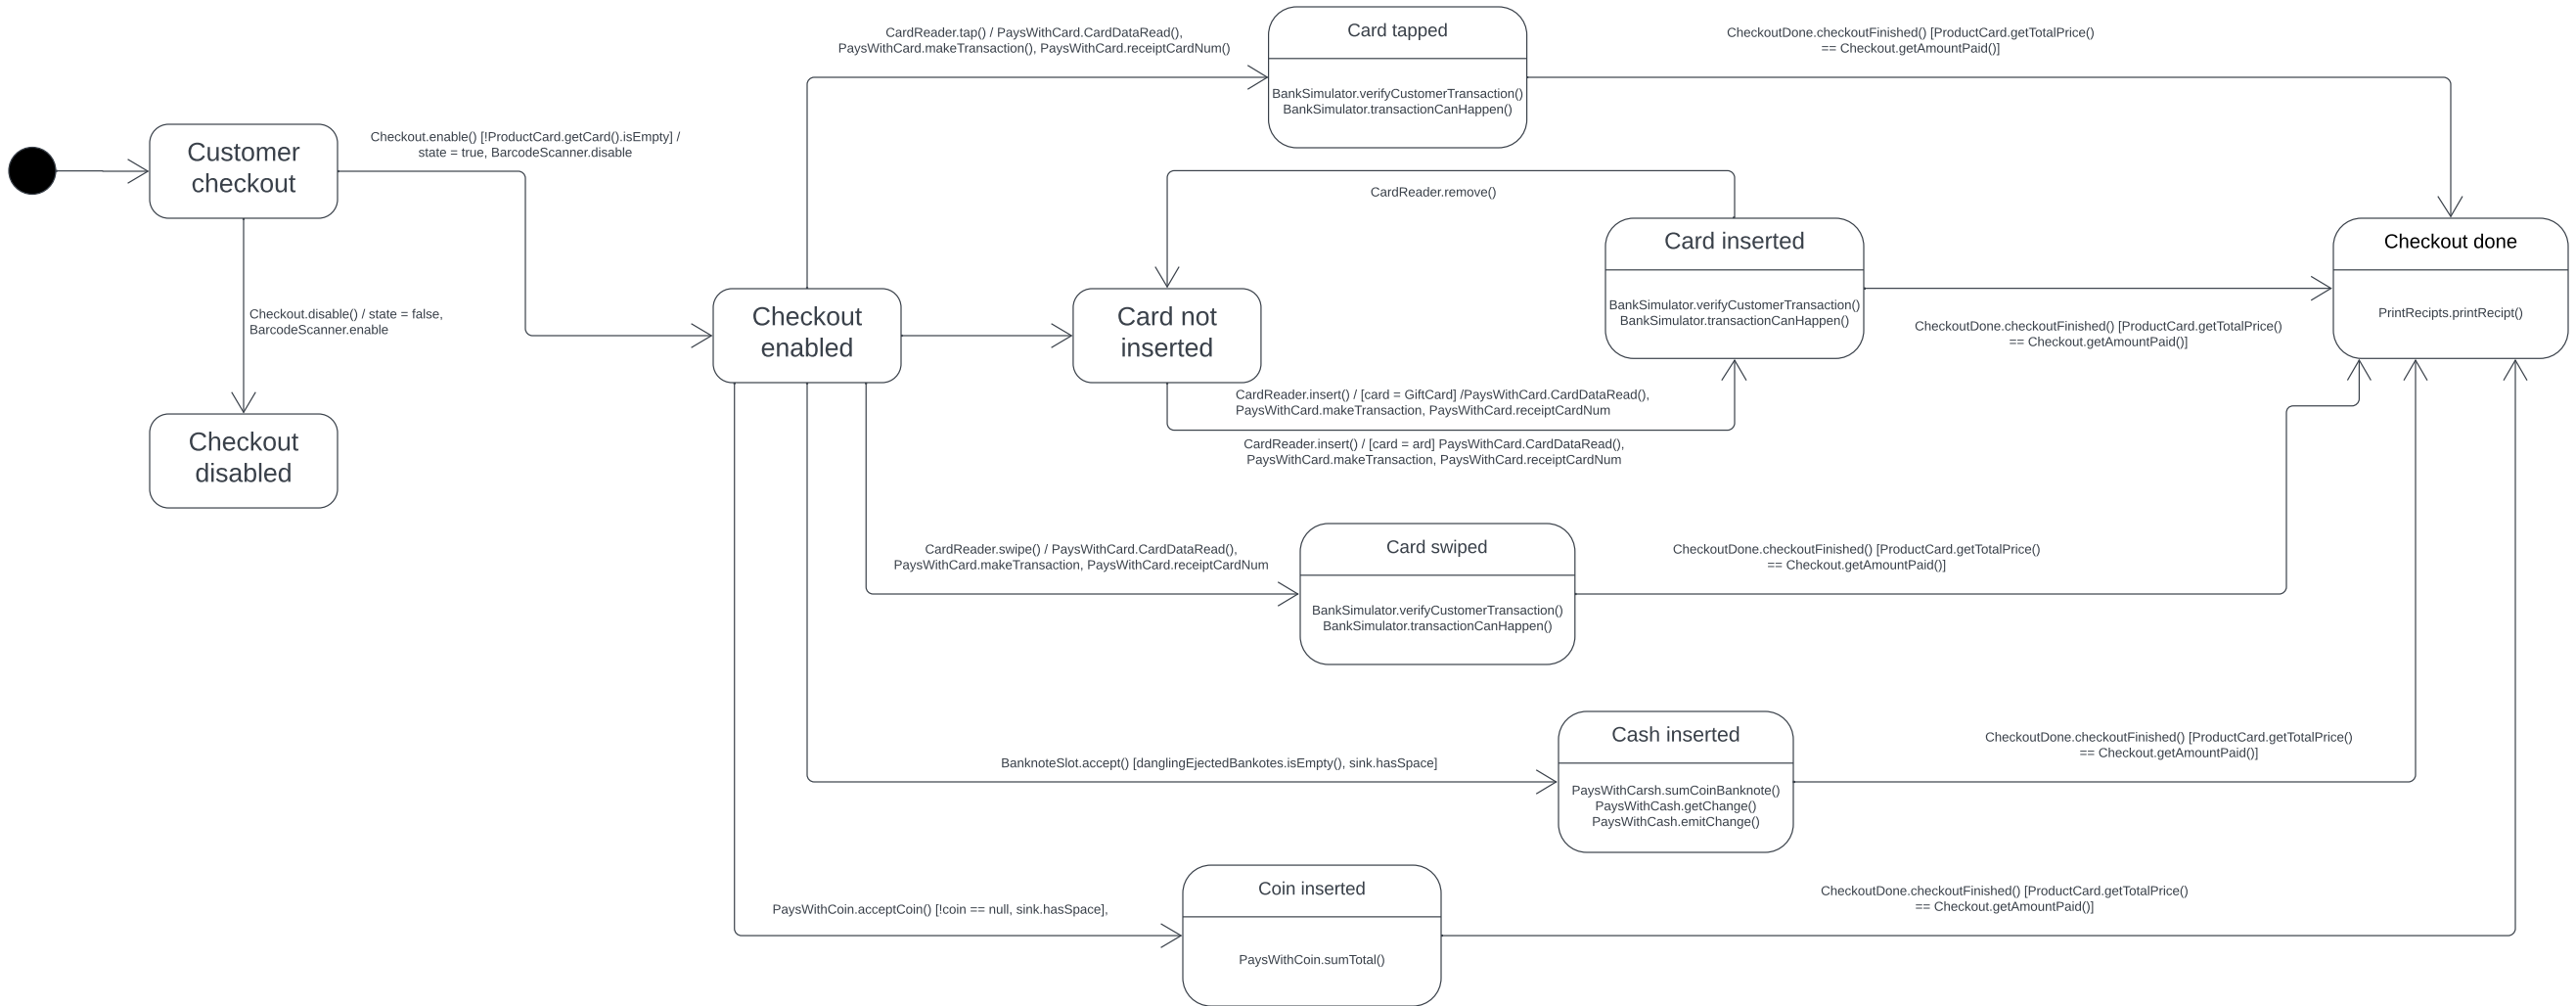 CardReader.tap() / PaysWithCard.CardDataRead(),
PaysWithCard.makeTransaction(), PaysWithCard.receiptCardNum()
Card tapped
BankSimulator.verifyCustomerTransaction()
BankSimulator.transactionCanHappen()
CheckoutDone.checkoutFinished() [ProductCard.getTotalPrice()
== Checkout.getAmountPaid()]
Customer
checkout
Checkout.enable() [!ProductCard.getCard().isEmpty] /
state = true, BarcodeScanner.disable
Checkout.disable() / state = false,
BarcodeScanner.enable
Checkout
disabled
Checkout
enabled
Card not
inserted
CardReader.remove()
Card inserted
BankSimulator.verifyCustomerTransaction()
BankSimulator.transactionCanHappen()
CheckoutDone.checkoutFinished() [ProductCard.getTotalPrice()
== Checkout.getAmountPaid()]
Checkout done
PrintRecipts.printRecipt()
CardReader.insert() / [card = GiftCard] /PaysWithCard.CardDataRead(),
PaysWithCard.makeTransaction, PaysWithCard.receiptCardNum
CardReader.insert() / [card = ard] PaysWithCard.CardDataRead(),
PaysWithCard.makeTransaction, PaysWithCard.receiptCardNum
CardReader.swipe() / PaysWithCard.CardDataRead(),
PaysWithCard.makeTransaction, PaysWithCard.receiptCardNum
Card swiped
BankSimulator.verifyCustomerTransaction()
BankSimulator.transactionCanHappen()
CheckoutDone.checkoutFinished() [ProductCard.getTotalPrice()
== Checkout.getAmountPaid()]
BanknoteSlot.accept() [danglingEjectedBankotes.isEmpty(), sink.hasSpace]
Cash inserted
PaysWithCarsh.sumCoinBanknote()
PaysWithCash.getChange()
PaysWithCash.emitChange()
CheckoutDone.checkoutFinished() [ProductCard.getTotalPrice()
== Checkout.getAmountPaid()]
PaysWithCoin.acceptCoin() [!coin == null, sink.hasSpace],
Coin inserted
PaysWithCoin.sumTotal()
CheckoutDone.checkoutFinished() [ProductCard.getTotalPrice()
== Checkout.getAmountPaid()]